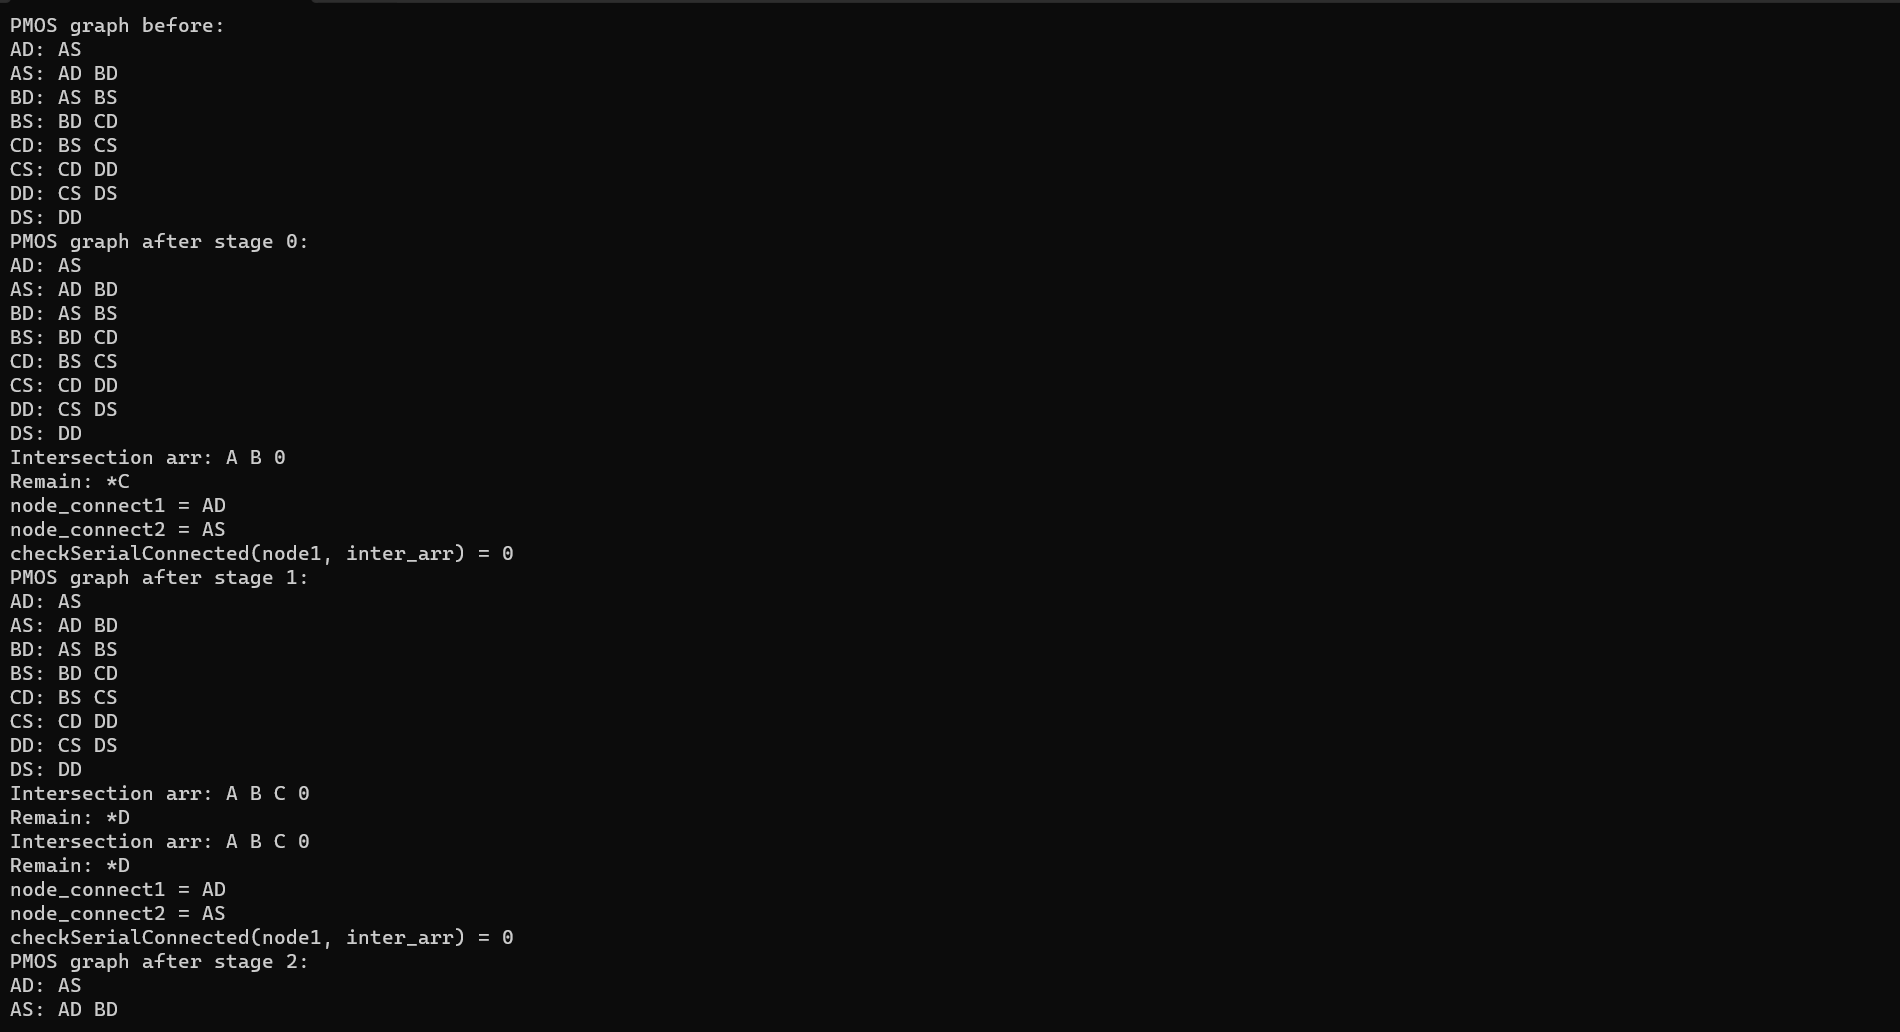 PMOS graph before:
AD: AS
AS: AD BD
BD: AS BS
BS: BD CD
CD: BS CS
CS: CD DD
DD: CS DS
DS: DD
PMOS graph after stage 0:
AD: AS
AS: AD BD
BD: AS BS
BS: BD CD
CD: BS CS
CS: CD DD
DD: CS DS
DS: DD
Intersection arr: A B 0
Remain: *C
node_connect1 = AD
node_connect2 = AS
checkSerialConnected(node1, inter_arr) = 0
PMOS graph after stage 1:
AD: AS
AS: AD BD
BD: AS BS
BS: BD CD
CD: BS CS
CS: CD DD
DD: CS DS
DS: DD
Intersection arr: A B C 0
Remain: *D
Intersection arr: A B C 0
Remain: *D
node_connect1 = AD
node_connect2 = AS
checkSerialConnected(node1, inter_arr) = 0
PMOS graph after stage 2:
AD: AS
AS: AD BD